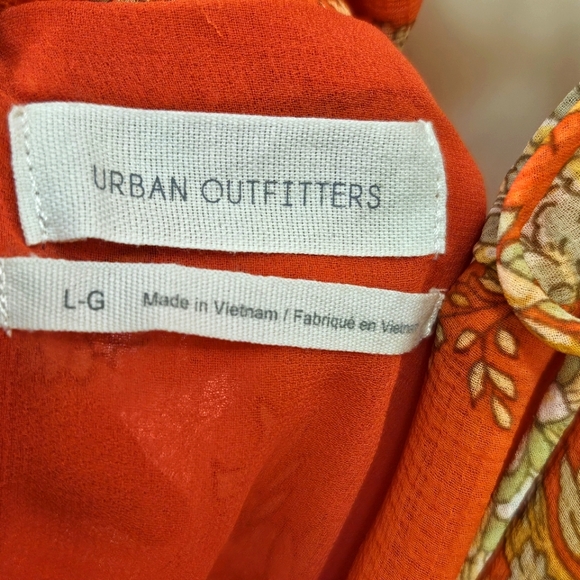 URBAN OUTFITTERS
L-G Made in Vietnam / Fabriqué en Vietnam